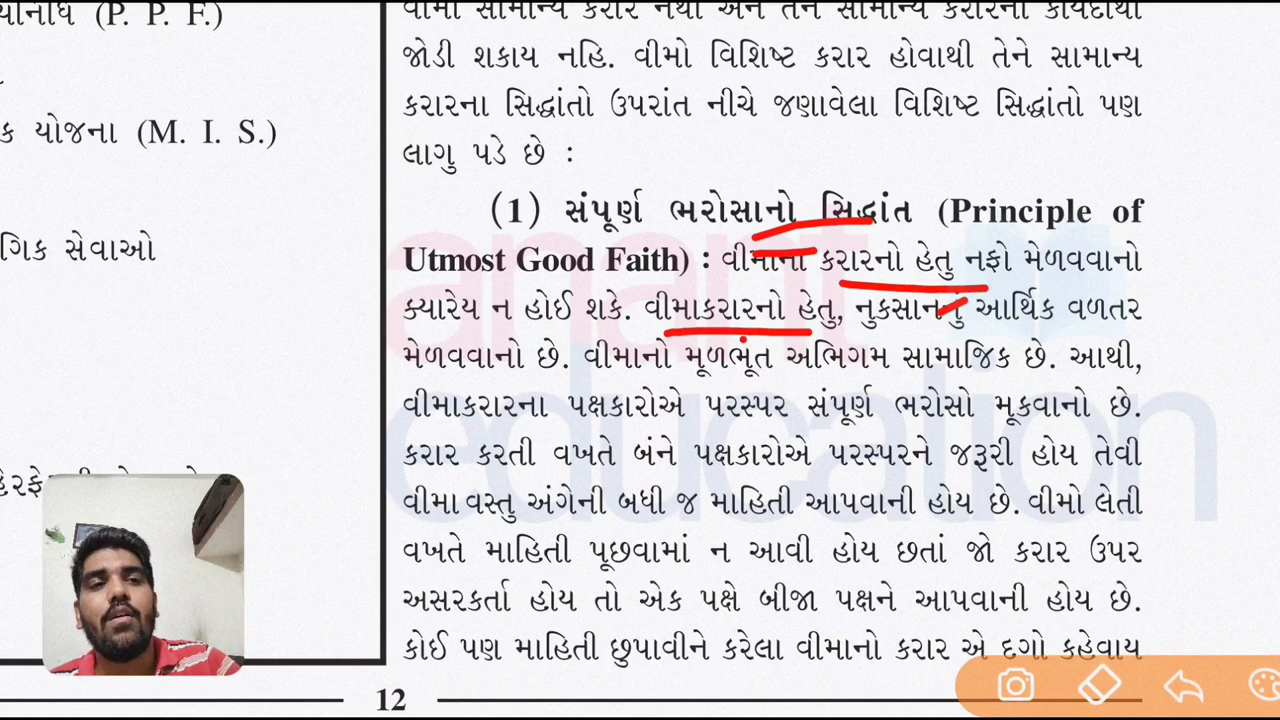 યોનિધિ (P. P. F.)
ક યોજના (M. I. S.)
ગિક સેવાઓ
વીમો સામાન્ય કરાર નથી અને તેને સામાન્ય કરારના કાયદાથી
જોડી શકાય નહિ. વીમો વિશિષ્ટ કરાર હોવાથી તેને સામાન્ય
કરારના સિદ્ધાંતો ઉપરાંત નીચે જણાવેલા વિશિષ્ટ સિદ્ધાંતો પણ
લાગુ પડે છે :
(1) સંપૂર્ણ ભરોસાનો સિદ્ધાંત (Principle of
Utmost Good Faith) : વીમાના કરારનો હેતુ નફો મેળવવાનો
ક્યારેય ન હોઈ શકે. વીમાકરારનો હેતુ, નુકસાનનું આર્થિક વળતર
મેળવવાનો છે. વીમાનો મૂળભૂત અભિગમ સામાજિક છે. આથી,
વીમાકરારના પક્ષકારોએ પરસ્પર સંપૂર્ણ ભરોસો મૂકવાનો છે.
કરાર કરતી વખતે બંને પક્ષકારોએ પરસ્પરને જરૂરી હોય તેવી
વીમા વસ્તુ અંગેની બધી જ માહિતી આપવાની હોય છે. વીમો લેતી
વખતે માહિતી પૂછવામાં ન આવી હોય છતાં જો કરાર ઉપર
અસરકર્તા હોય તો એક પક્ષે બીજા પક્ષને આપવાની હોય છે.
કોઈ પણ માહિતી છુપાવીને કરેલા વીમાનો કરાર એ દગો કહેવાય
12
anant
education